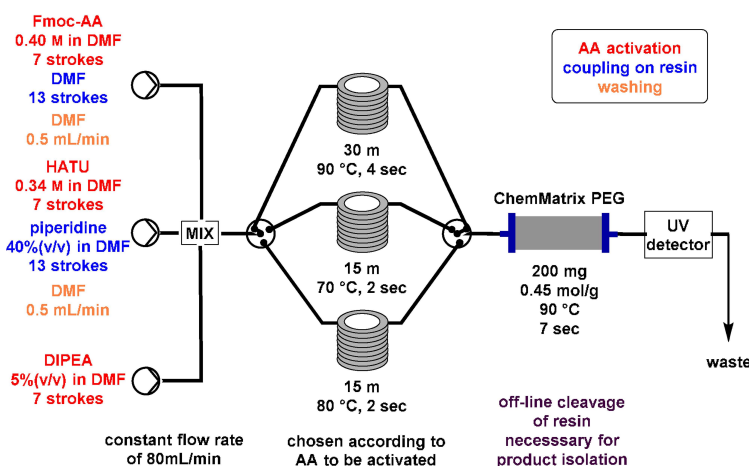 Fmoc-AA
0.40 M in DMF
7 strokes
DMF
13 strokes
DMF
0.5 mL/min
HATU
0.34 M in DMF
7 strokes
piperidine
40%(v/v) in DMF
13 strokes
DMF
0.5 mL/min
DIPEA
5%(v/v) in DMF
7 strokes
MIX
constant flow rate
of 80mL/min
30 m
90 °C, 4 sec
15 m
70 °C, 2 sec
15 m
80 °C, 2 sec
chosen according to
AA to be activated
AA activation
coupling on resin
washing
ChemMatrix PEG
200 mg
0.45 mol/g
90 °C
7 sec
off-line cleavage
of resin
necesssary for
product isolation
UV
detector
waste